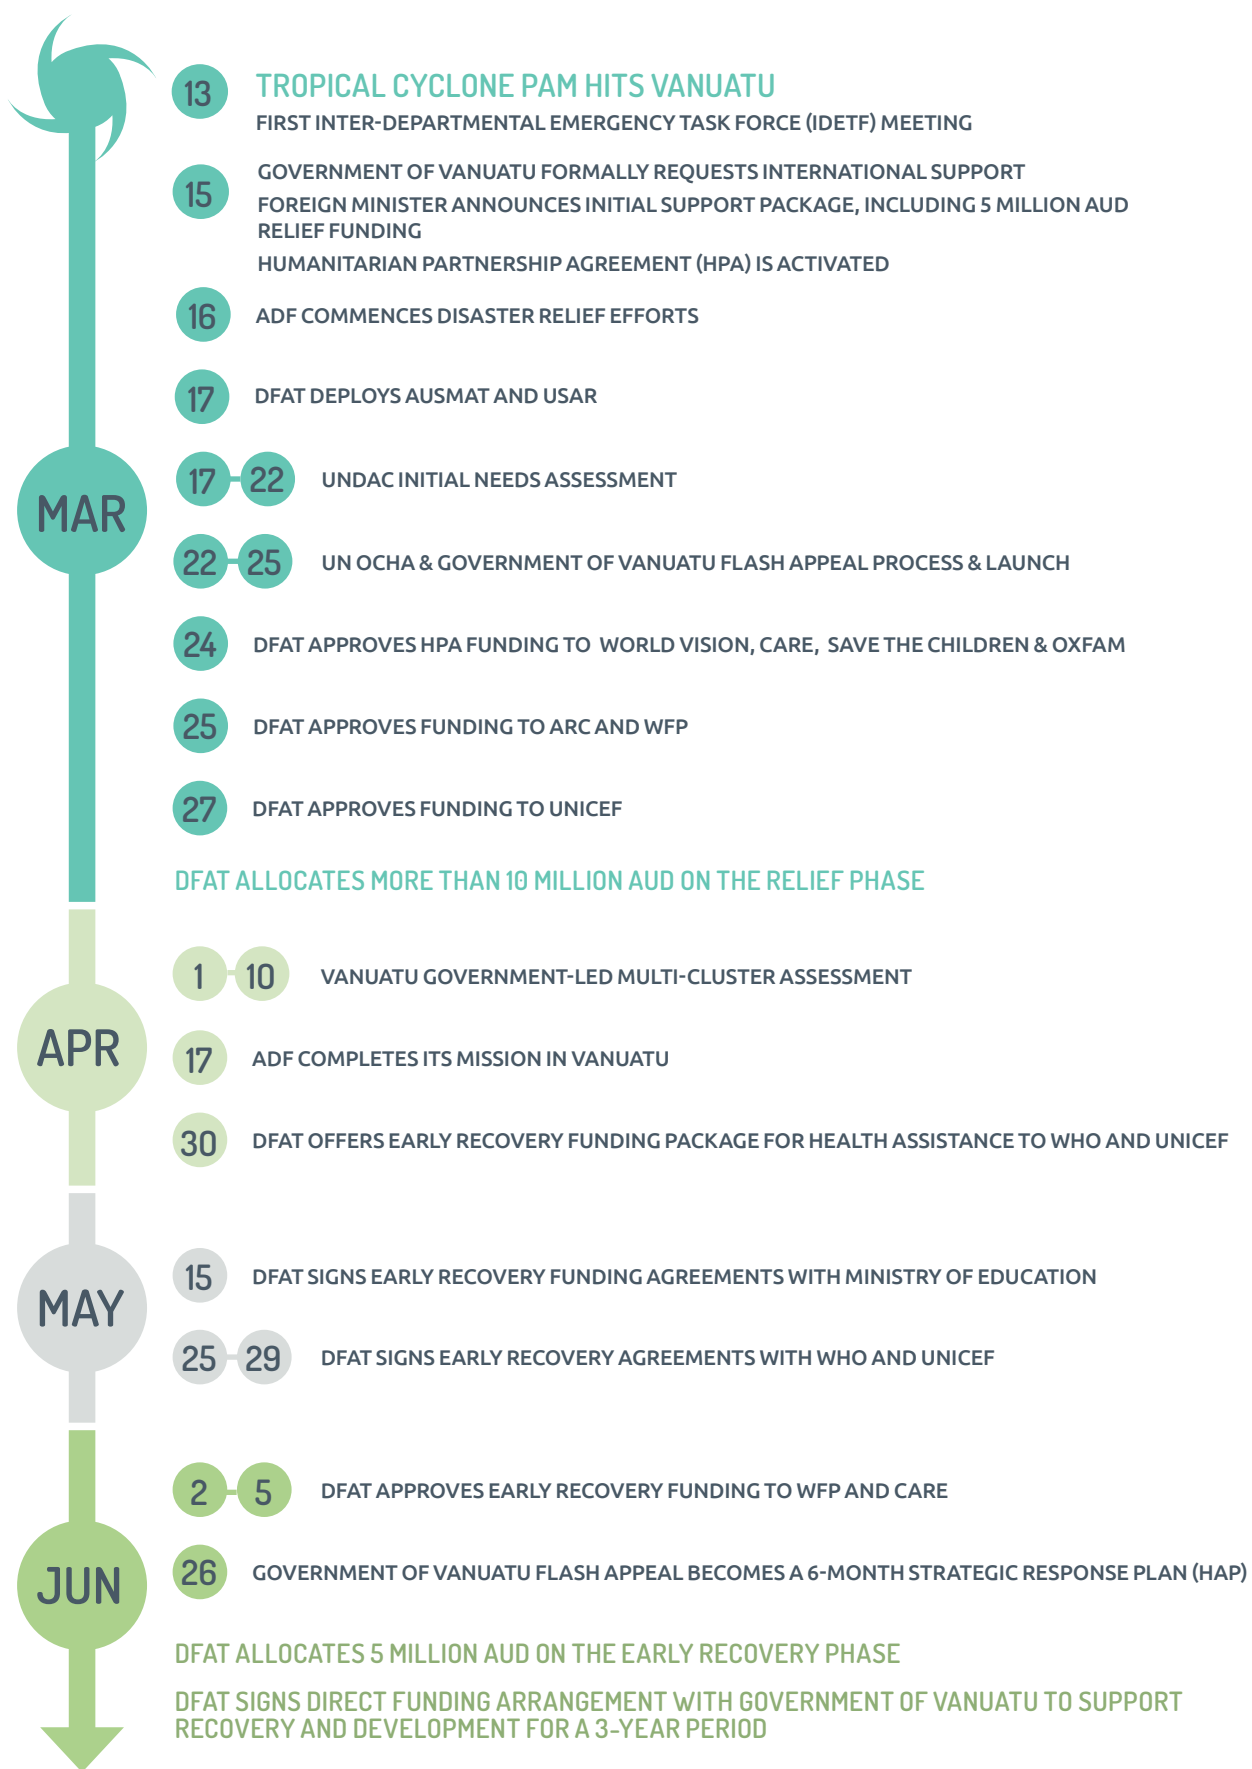 13
TROPICAL CYCLONE PAM HITS VANUATU
FIRST INTER-DEPARTMENTAL EMERGENCY TASK FORCE (IDETF) MEETING
15
GOVERNMENT OF VANUATU FORMALLY REQUESTS INTERNATIONAL SUPPORT
FOREIGN MINISTER ANNOUNCES INITIAL SUPPORT PACKAGE, INCLUDING 5 MILLION AUD
RELIEF FUNDING
HUMANITARIAN PARTNERSHIP AGREEMENT (HPA) IS ACTIVATED
16
ADF COMMENCES DISASTER RELIEF EFFORTS
17
DFAT DEPLOYS AUSMAT AND USAR
MAR
17-22
UNDAC INITIAL NEEDS ASSESSMENT
22-25
UN OCHA & GOVERNMENT OF VANUATU FLASH APPEAL PROCESS & LAUNCH
24
DFAT APPROVES HPA FUNDING TO WORLD VISION, CARE, SAVE THE CHILDREN & OXFAM
25
DFAT APPROVES FUNDING TO ARC AND WFP
27
DFAT APPROVES FUNDING TO UNICEF
DFAT ALLOCATES MORE THAN 10 MILLION AUD ON THE RELIEF PHASE
APR
1-10
VANUATU GOVERNMENT-LED MULTI-CLUSTER ASSESSMENT
17
ADF COMPLETES ITS MISSION IN VANUATU
30
DFAT OFFERS EARLY RECOVERY FUNDING PACKAGE FOR HEALTH ASSISTANCE TO WHO AND UNICEF
MAY
15
DFAT SIGNS EARLY RECOVERY FUNDING AGREEMENTS WITH MINISTRY OF EDUCATION
25-29
DFAT SIGNS EARLY RECOVERY AGREEMENTS WITH WHO AND UNICEF
JUN
2-5
DFAT APPROVES EARLY RECOVERY FUNDING TO WFP AND CARE
26
GOVERNMENT OF VANUATU FLASH APPEAL BECOMES A 6-MONTH STRATEGIC RESPONSE PLAN (HAP)
DFAT ALLOCATES 5 MILLION AUD ON THE EARLY RECOVERY PHASE
DFAT SIGNS DIRECT FUNDING ARRANGEMENT WITH GOVERNMENT OF VANUATU TO SUPPORT
RECOVERY AND DEVELOPMENT FOR A 3-YEAR PERIOD